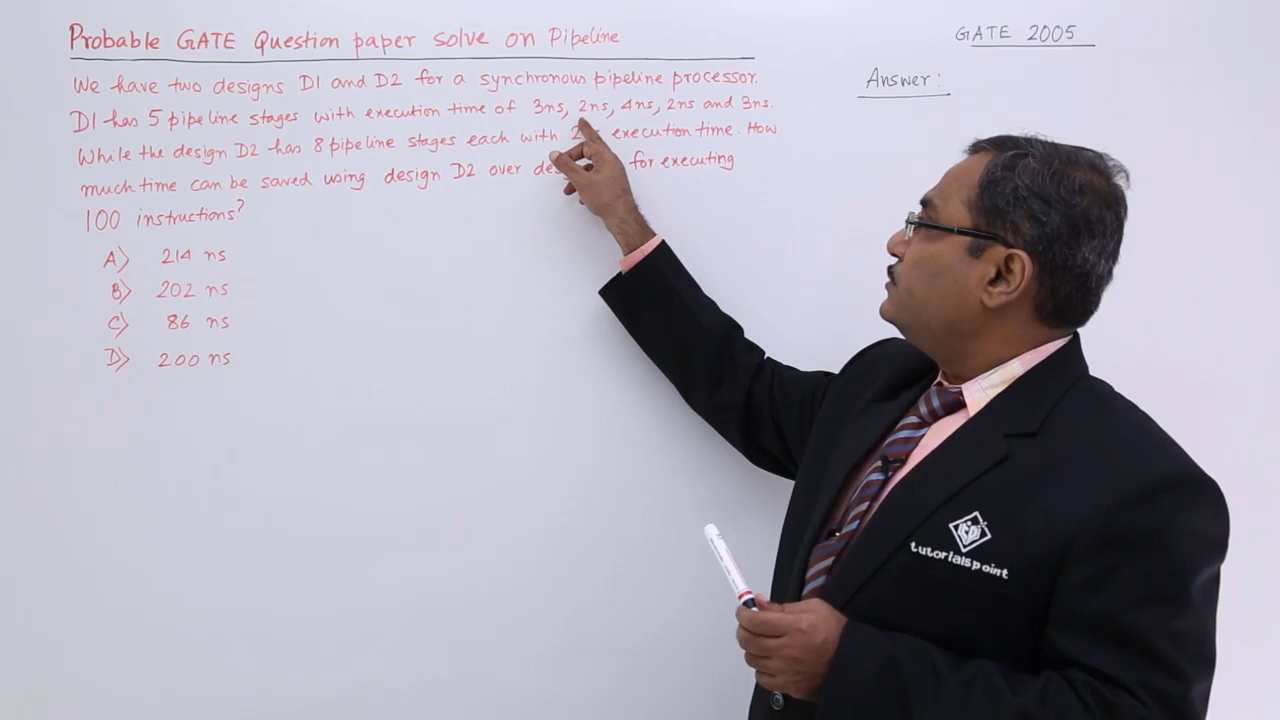 Probable GATE Question paper solve on Pipeline
GATE 2005
We have two designs D1 and D2 for a synchronous pipeline processor.
D1 has 5 pipeline stages with execution time of 3ns, 2ns, 4ns, 2ns and 3ns.
While the design D2 has 8 pipeline stages each with execution time. How
much time can be saved using design D2 over for executing
100 instructions?
A) 214 ns
B) 202 ns
C) 86 ns
D) 200 ns
Answer:
tutorialspoint